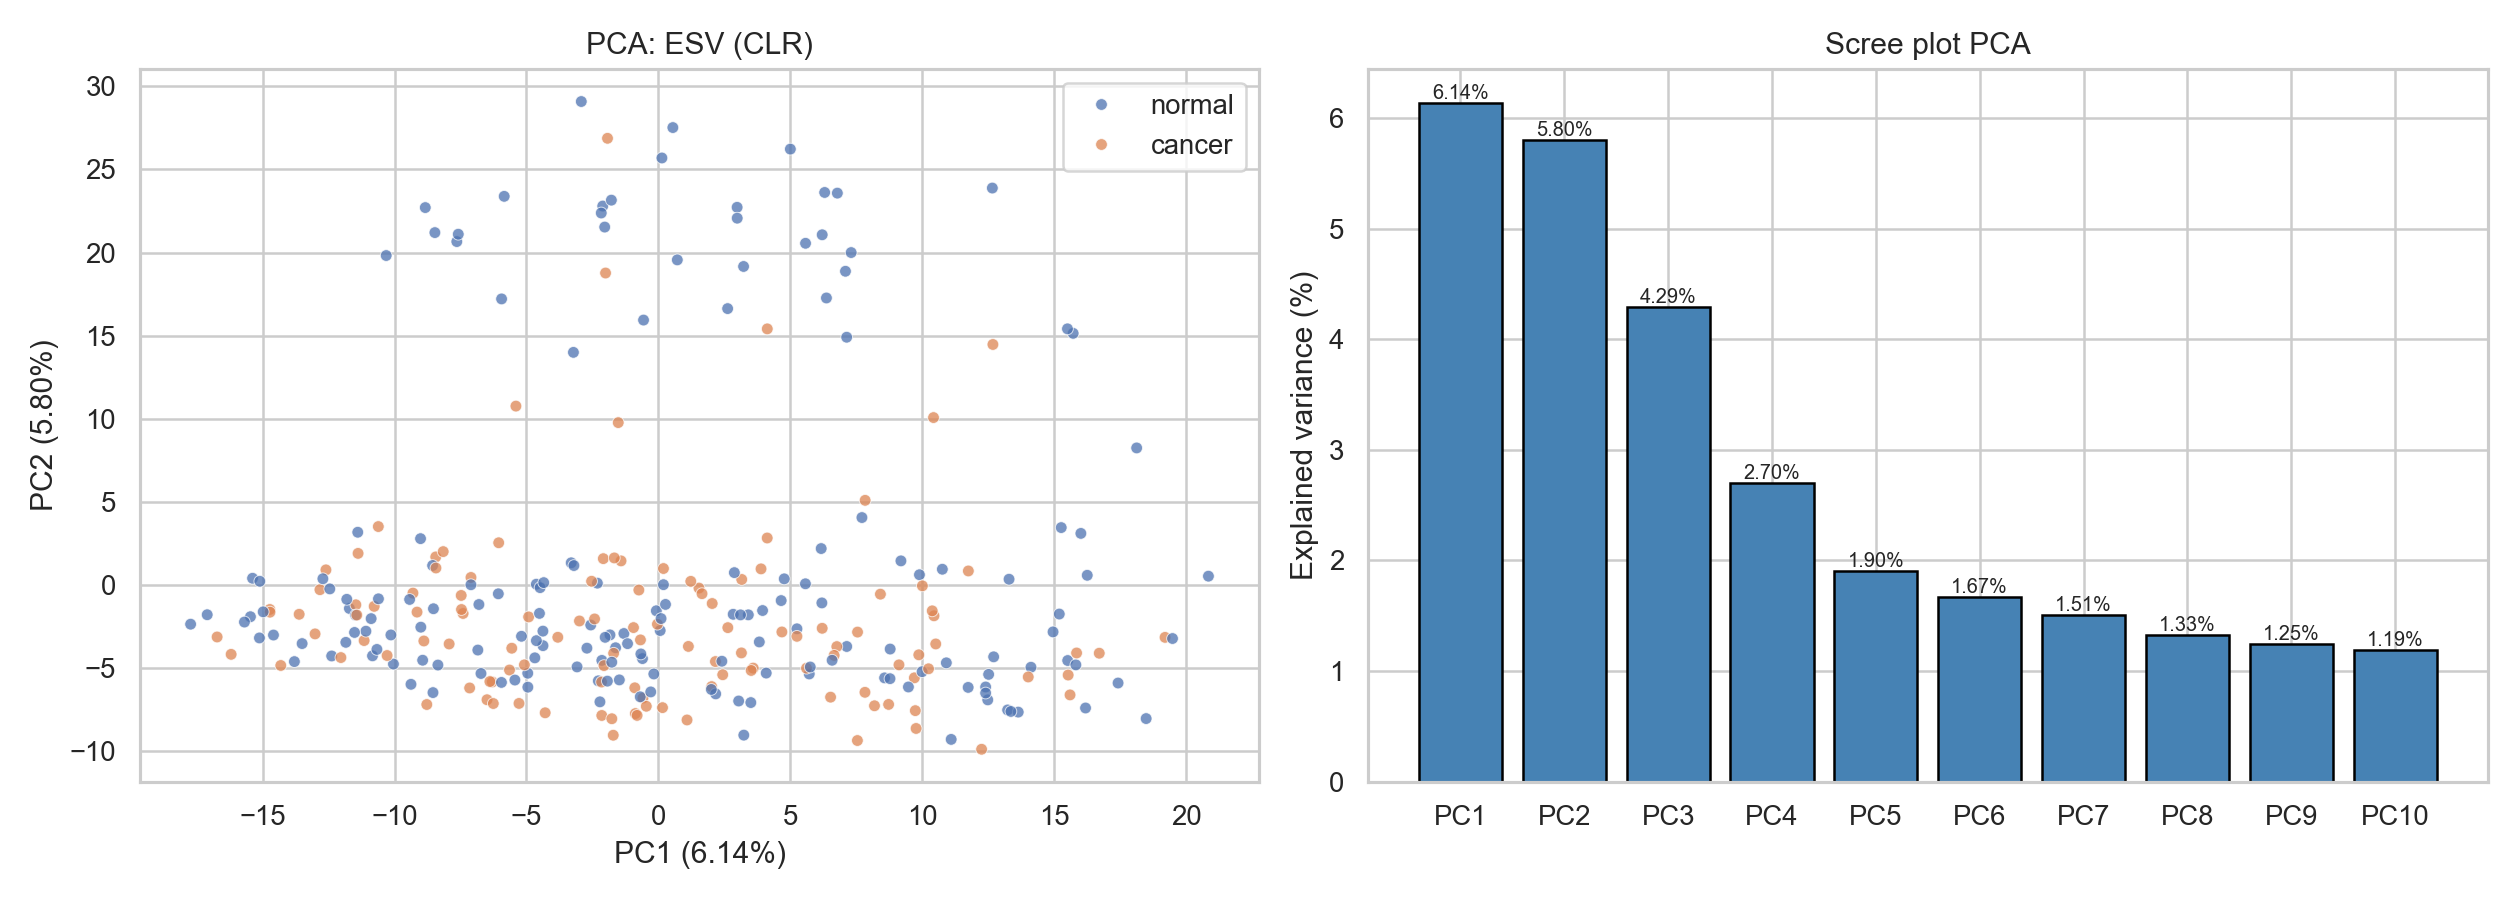 PCA: ESV (CLR)
30
25
20
15
10
5
0
−5
−10
PC2 (5.80%)
normal
cancer
−15
−10
−5
0
5
10
15
20
PC1 (6.14%)
Scree plot PCA
6
5
4
3
2
1
0
Explained variance (%)
6.14%
5.80%
4.29%
2.70%
1.90%
1.67%
1.51%
1.33%
1.25%
1.19%
PC1
PC2
PC3
PC4
PC5
PC6
PC7
PC8
PC9
PC10